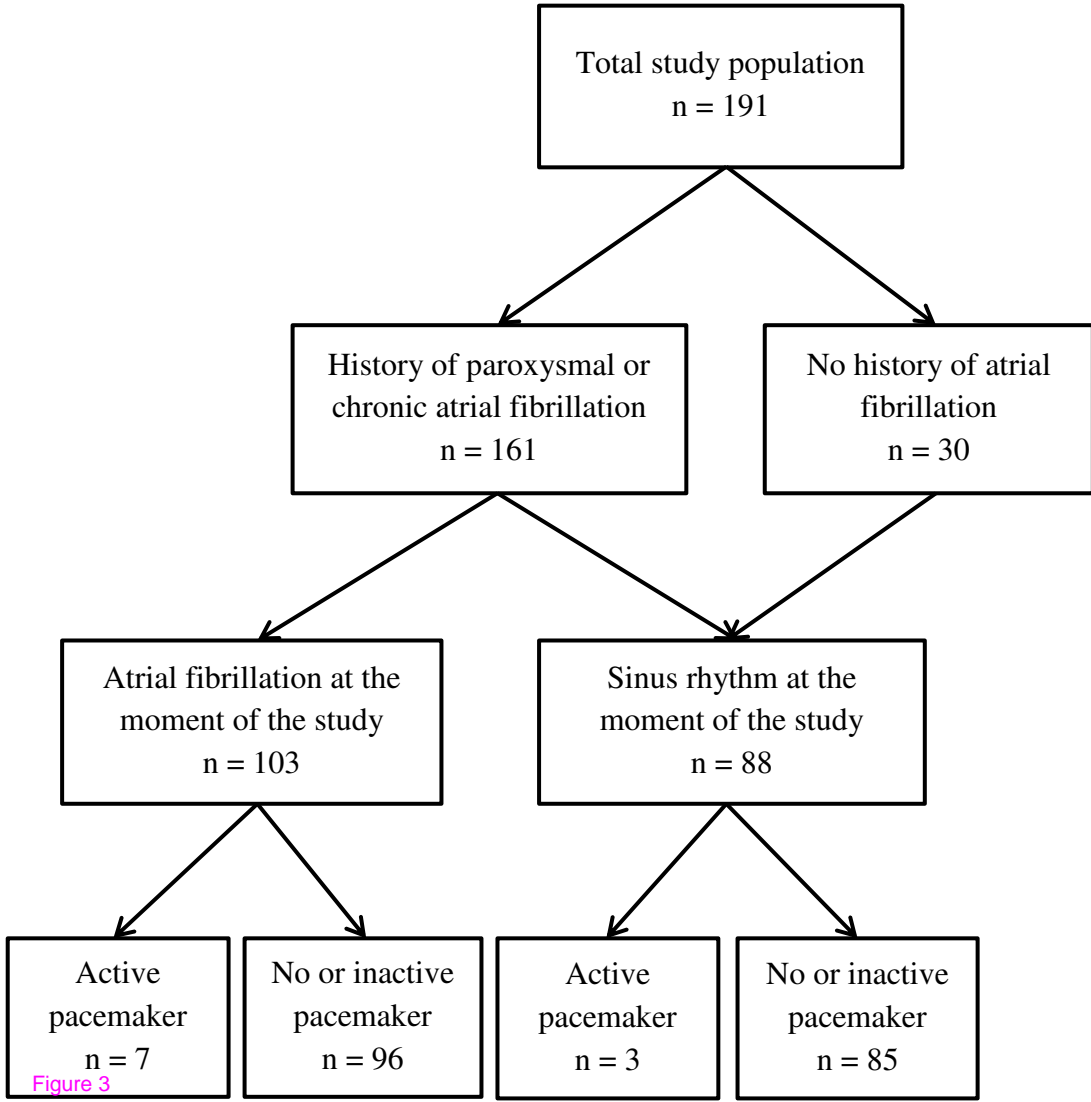 Total study population
n = 191
History of paroxysmal or
chronic atrial fibrillation
n = 161
No history of atrial
fibrillation
n = 30
Atrial fibrillation at the
moment of the study
n = 103
Sinus rhythm at the
moment of the study
n = 88
Active
pacemaker
n = 7
No or inactive
pacemaker
n = 96
Active
pacemaker
n = 3
No or inactive
pacemaker
n = 85
Figure 3